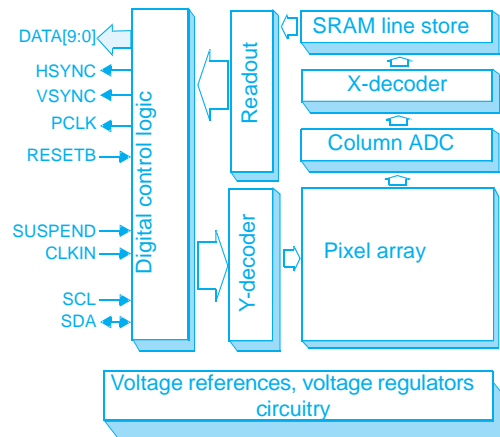 DATA[9:0]
HSYNC
VSYNC
PCLK
RESETB
SUSPEND
CLKIN
SCL
SDA
Digital control logic
Readout
Y-decoder
SRAM line store
X-decoder
Column ADC
Pixel array
Voltage references, voltage regulators
circuitry